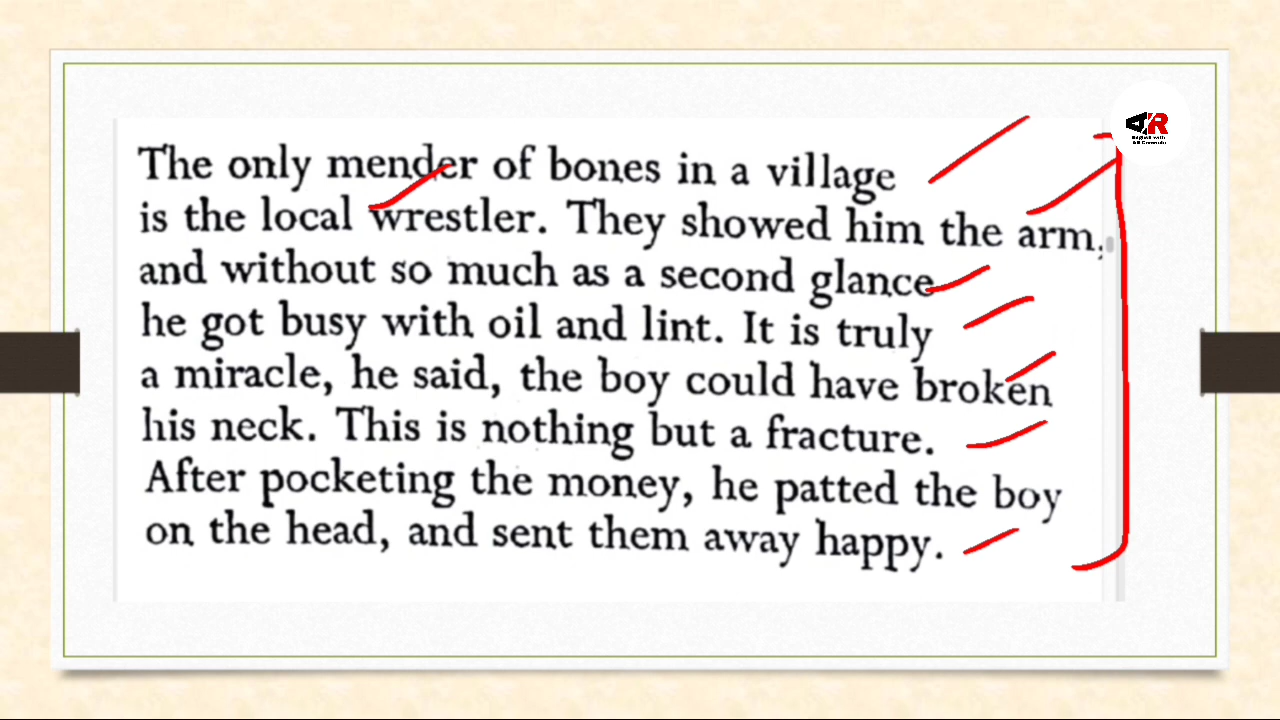 The only mender of bones in a village
is the local wrestler. They showed him the arm,
and without so much as a second glance
he got busy with oil and lint. It is truly
a miracle, he said, the boy could have broken
his neck. This is nothing but a fracture.
After pocketing the money, he patted the boy
on the head, and sent them away happy.
AR
English with